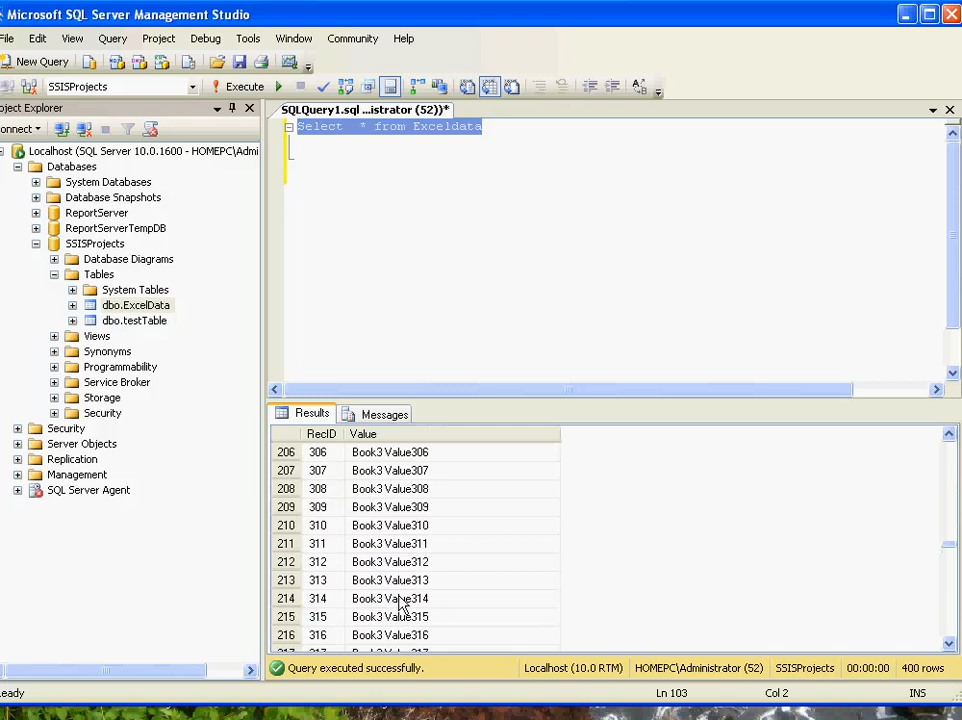 Microsoft SQL Server Management Studio
File Edit View Query Project Debug Tools Window Community Help
New Query
SSISProjects Execute
Object Explorer
Connect
SQLQuery1.sql ...istrator (52))*
Select * from Exceldata
Localhost (SQL Server 10.0.1600 - HOMEPC\Admi
Databases
System Databases
Database Snapshots
ReportServer
ReportServerTempDB
SSISProjects
Database Diagrams
Tables
System Tables
dbo.ExcelData
dbo.testTable
Views
Synonyms
Programmability
Service Broker
Storage
Security
Security
Server Objects
Replication
Management
SQL Server Agent
Results Messages
RecID Value
206 306 Book3 Value306
207 307 Book3 Value307
208 308 Book3 Value308
209 309 Book3 Value309
210 310 Book3 Value310
211 311 Book3 Value311
212 312 Book3 Value312
213 313 Book3 Value313
214 314 Book3 Value314
215 315 Book3 Value315
216 316 Book3 Value316
217 317 Book3 Value317
Query executed successfully. Localhost (10.0 RTM) HOMEPC\Administrator (52) SSISProjects 00:00:00 400 rows
Ready Ln 103 Col 2 INS